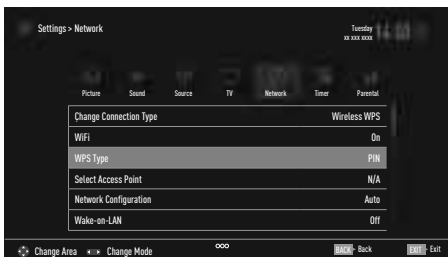 Settings > Network
Tuesday
xx xxx xxxx
Picture Sound Source TV Network Timer Parental
Change Connection Type Wireless WPS
WiFi On
WPS Type PIN
Select Access Point N/A
Network Configuration Auto
Wake-on-LAN Off
Change Area Change Mode BACK - Back EXIT - Exit